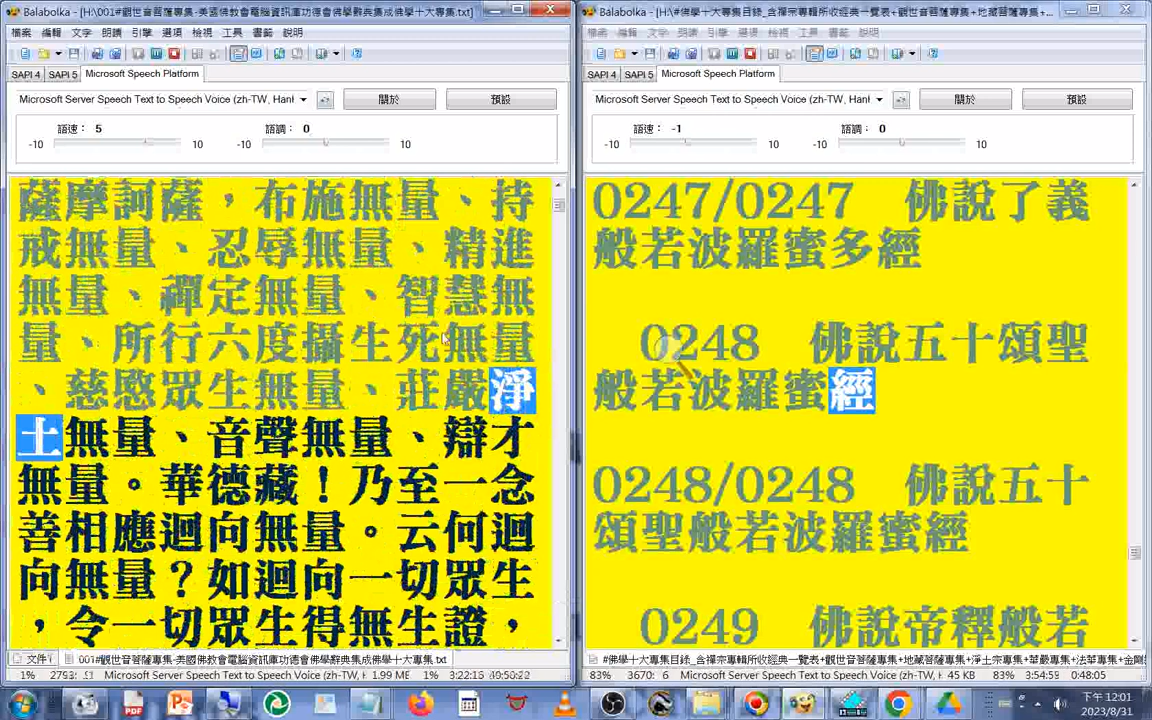 Balabolka - [H:\001#觀世音菩薩專集-美國佛教會電腦資訊庫功德會佛學辭典集成佛學十大專集.txt]
檔案 編輯 文字 朗讀 引擎 選項 檢視 工具 書籤 說明
SAPI 4 SAPI 5 Microsoft Speech Platform
Microsoft Server Speech Text to Speech Voice (zh-TW, Hanl
關於 預設
語速： 5 語調： 0
-10 10 -10 10
薩摩訶薩，布施無量、持
戒無量、忍辱無量、精進
無量、禪定無量、智慧無
量、所行六度攝生死無量
、慈愍眾生無量、莊嚴淨
土無量、音聲無量、辯才
無量。華德藏！乃至一念
善相應迴向無量。云何迴
向無量？如迴向一切眾生
，令一切眾生得無生證，
文件1 001#觀世音菩薩專集-美國佛教會電腦資訊庫功德會佛學辭典集成佛學十大專集.txt
1% Microsoft Server Speech Text to Speech Voice (zh-TW, H 1.99 MB 1% 3:22:16
Balabolka - [H:\#佛學十大專集目錄_含禪宗專輯所收經典一覽表+觀世音菩薩專集+地藏菩薩專集+...
檔案 編輯 文字 朗讀 引擎 選項 檢視 工具 書籤 說明
SAPI 4 SAPI 5 Microsoft Speech Platform
Microsoft Server Speech Text to Speech Voice (zh-TW, Hanl
關於 預設
語速： -1 語調： 0
-10 10 -10 10
0247/0247 佛說了義
般若波羅蜜多經
0248 佛說五十頌聖
般若波羅蜜經
0248/0248 佛說五十
頌聖般若波羅蜜經
0249 佛說帝釋般若
#佛學十大專集目錄_含禪宗專輯所收經典一覽表+觀世音菩薩專集+地藏菩薩專集+淨土宗專集+華嚴專集+法華專集+金剛
83% 3670: 6 Microsoft Server Speech Text to Speech Voice (zh-TW, H 45 KB 83% 3:54:59 0:48:05
下午 12:01
2023/8/31